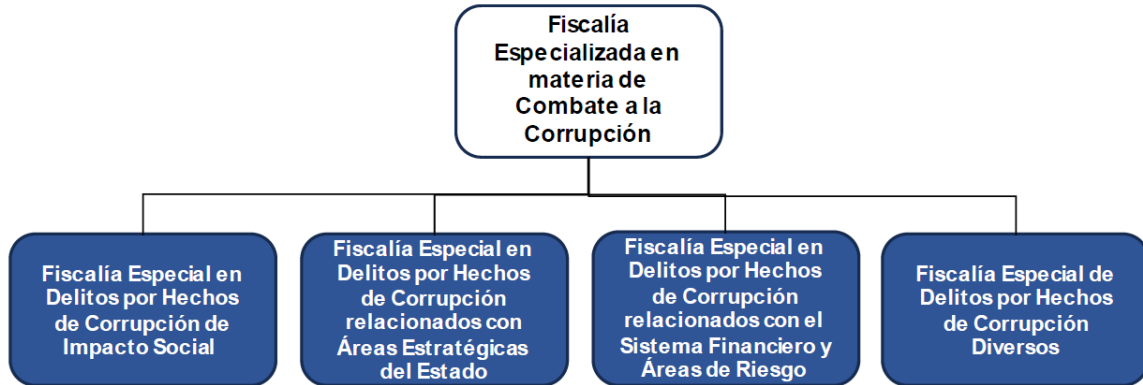 Fiscalía
Especializada en
materia de
Combate a la
Corrupción
Fiscalía Especial en
Delitos por Hechos
de Corrupción de
Impacto Social
Fiscalía Especial en
Delitos por Hechos
de Corrupción
relacionados con
Áreas Estratégicas
del Estado
Fiscalía Especial en
Delitos por Hechos
de Corrupción
relacionados con el
Sistema Financiero y
Áreas de Riesgo
Fiscalía Especial de
Delitos por Hechos
de Corrupción
Diversos